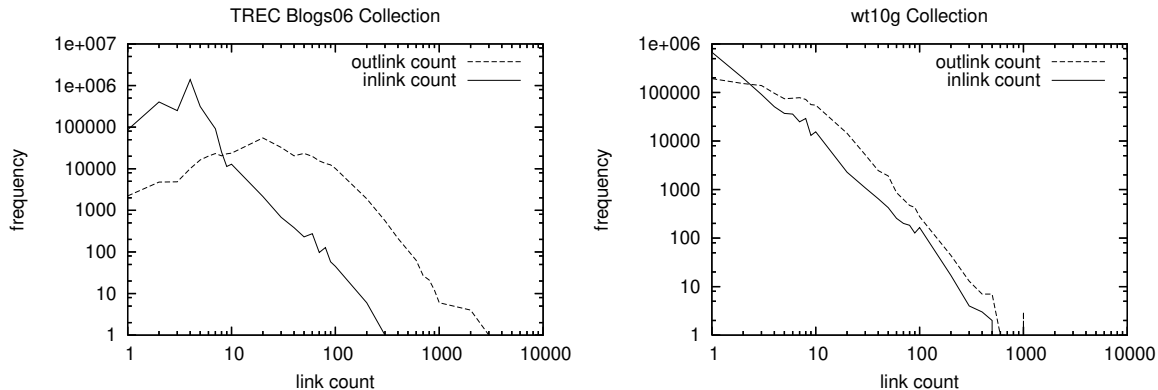 TREC Blogs06 Collection
1e+007
1e+006
100000
10000
1000
100
10
1
frequency
outlink count
inlink count
1 10 100 1000 10000
link count
wt10g Collection
1e+006
100000
10000
1000
100
10
1
frequency
outlink count
inlink count
1 10 100 1000 10000
link count